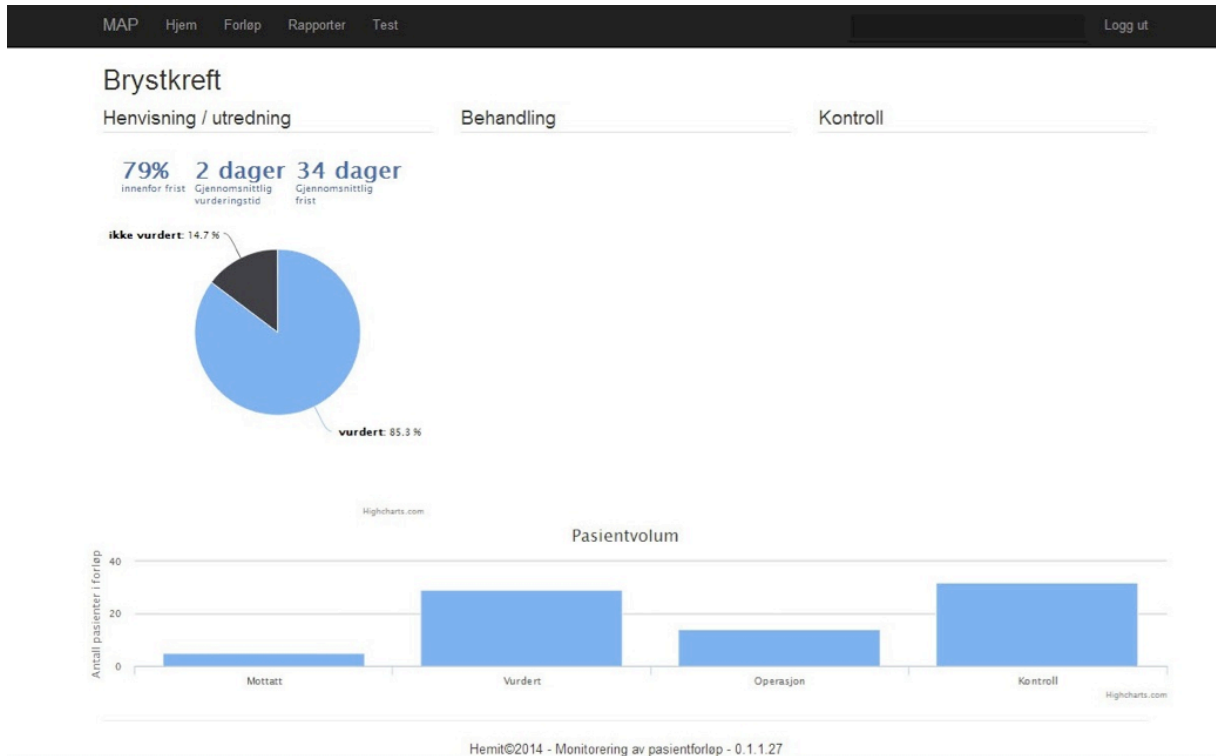 MAP Hjem Forløp Rapporter Test Logg ut
Brystkreft
Henvisning / utredning Behandling Kontroll
79% 2 dager 34 dager
innenfor frist Gjennomsnittlig Gjennomsnittlig
vurderingstid frist
ikke vurdert: 14.7 %
vurdert: 85.3 %
Highcharts.com
Pasientvolum
Antall pasienter i forløp
40
20
0
Mottatt Vurdert Operasjon Kontroll
Highcharts.com
Hemit©2014 - Monitorering av pasientforløp - 0.1.1.27